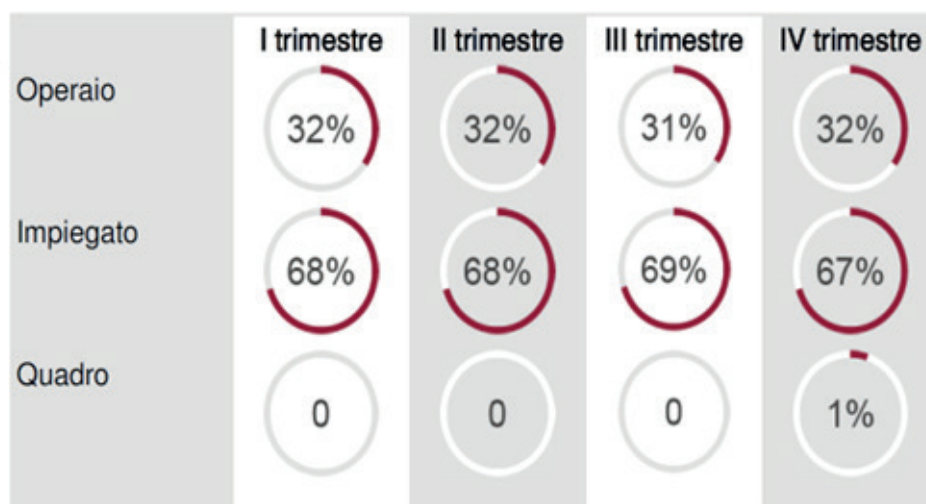 I trimestre II trimestre III trimestre IV trimestre
Operaio 32% 32% 31% 32%
Impiegato 68% 68% 69% 67%
Quadro 0 0 0 1%